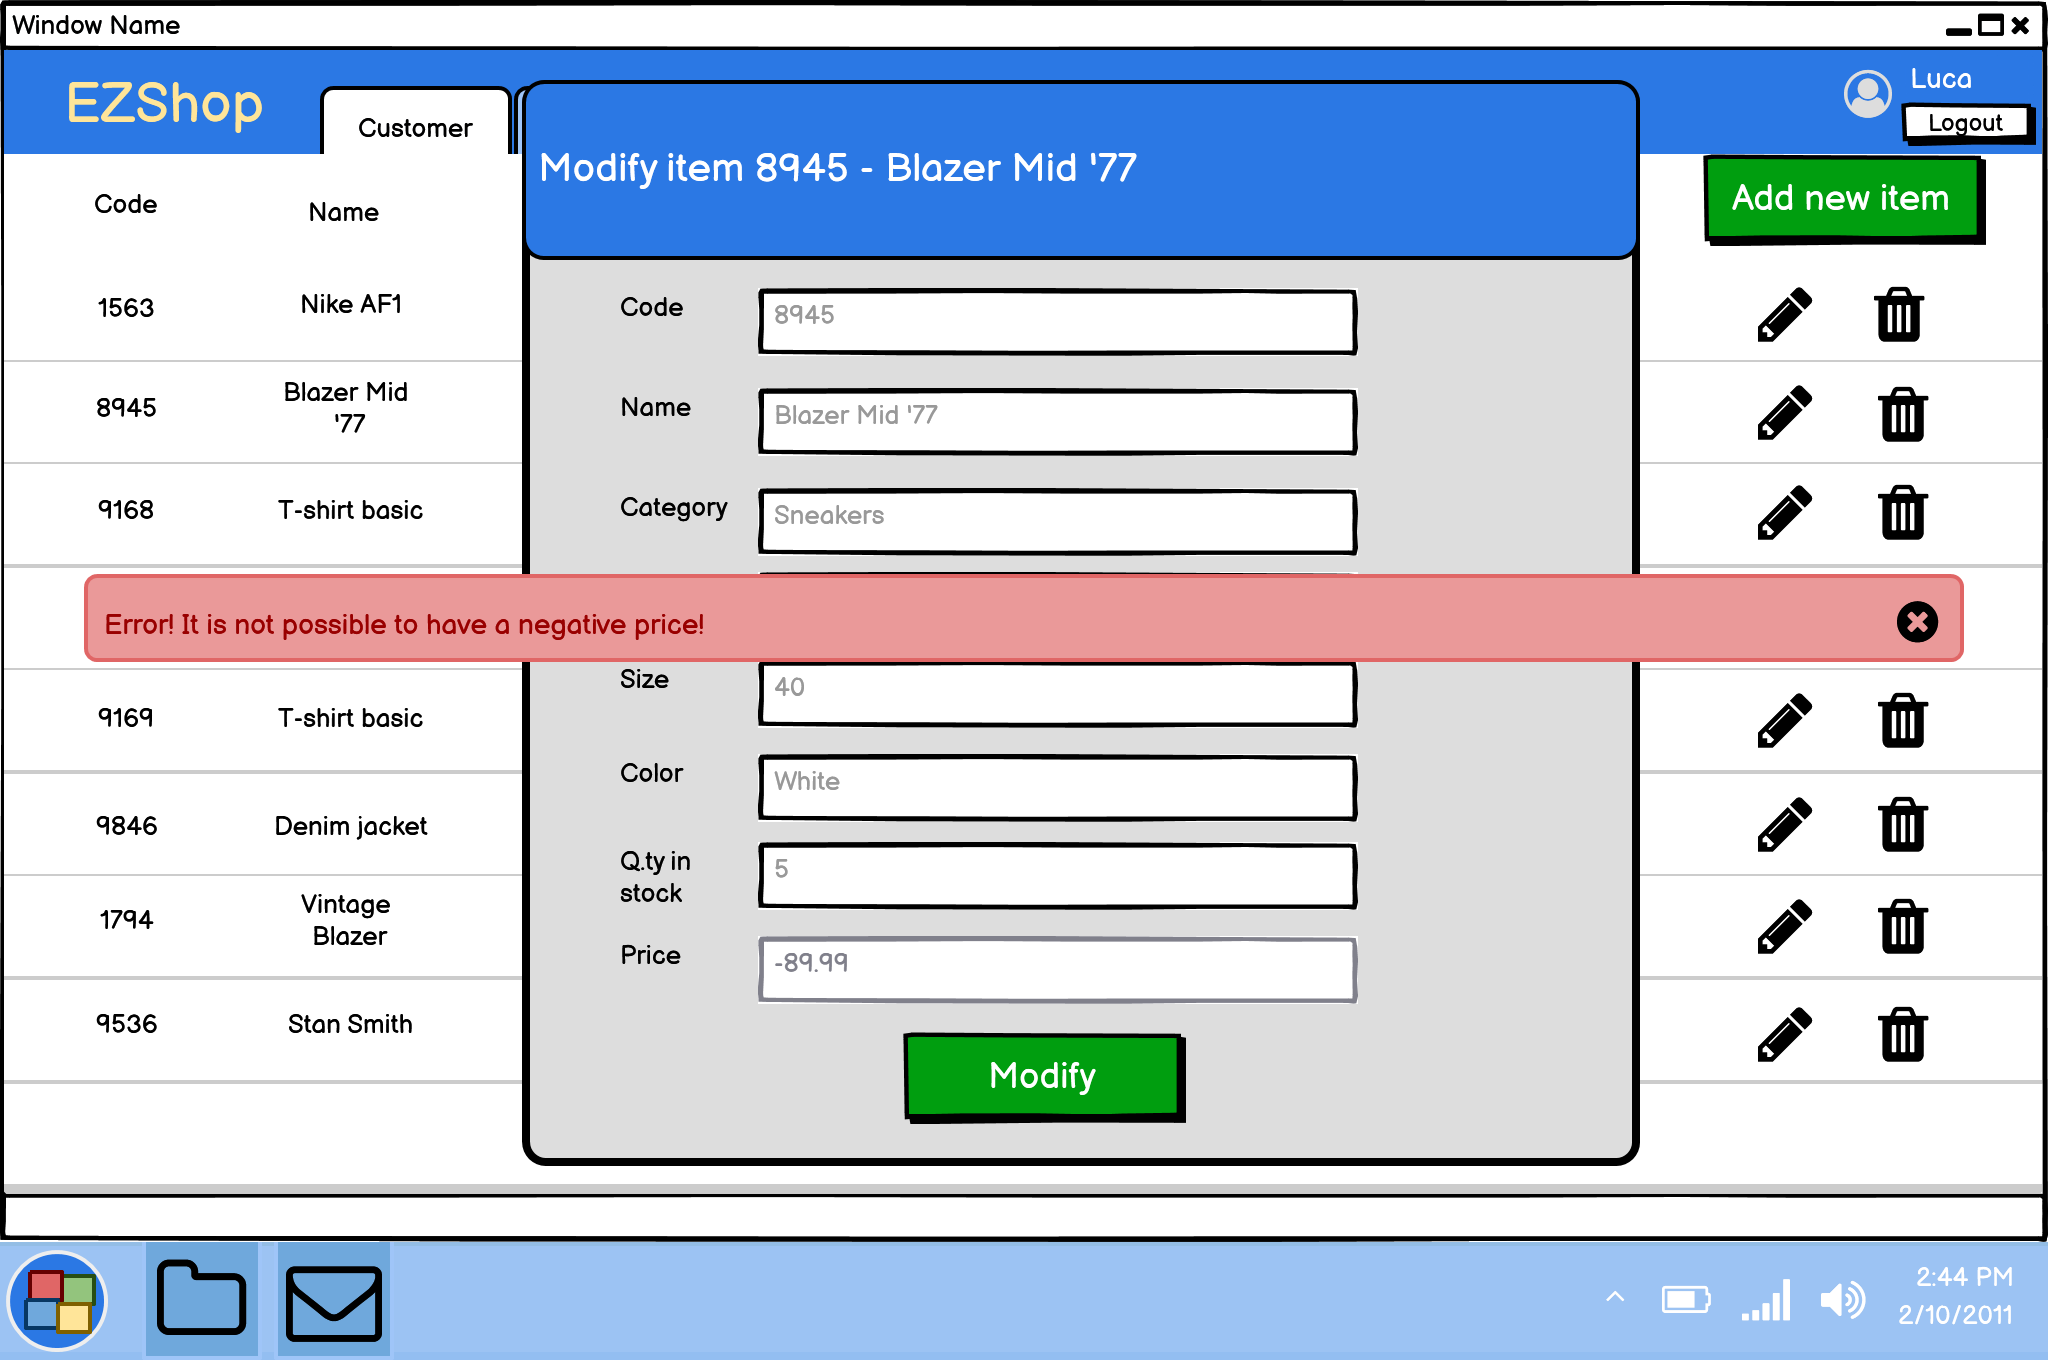 Window Name
EZShop
Customer
Luca
Logout
Modify item 8945 - Blazer Mid '77
Add new item
Code
Name
1563
Nike AF1
8945
Blazer Mid
'77
9168
T-shirt basic
9169
T-shirt basic
9846
Denim jacket
1794
Vintage
Blazer
9536
Stan Smith
Code
8945
Name
Blazer Mid '77
Category
Sneakers
Error! It is not possible to have a negative price!
Size
40
Color
White
Q.ty in
stock
5
Price
-89.99
Modify
2:44 PM
2/10/2011